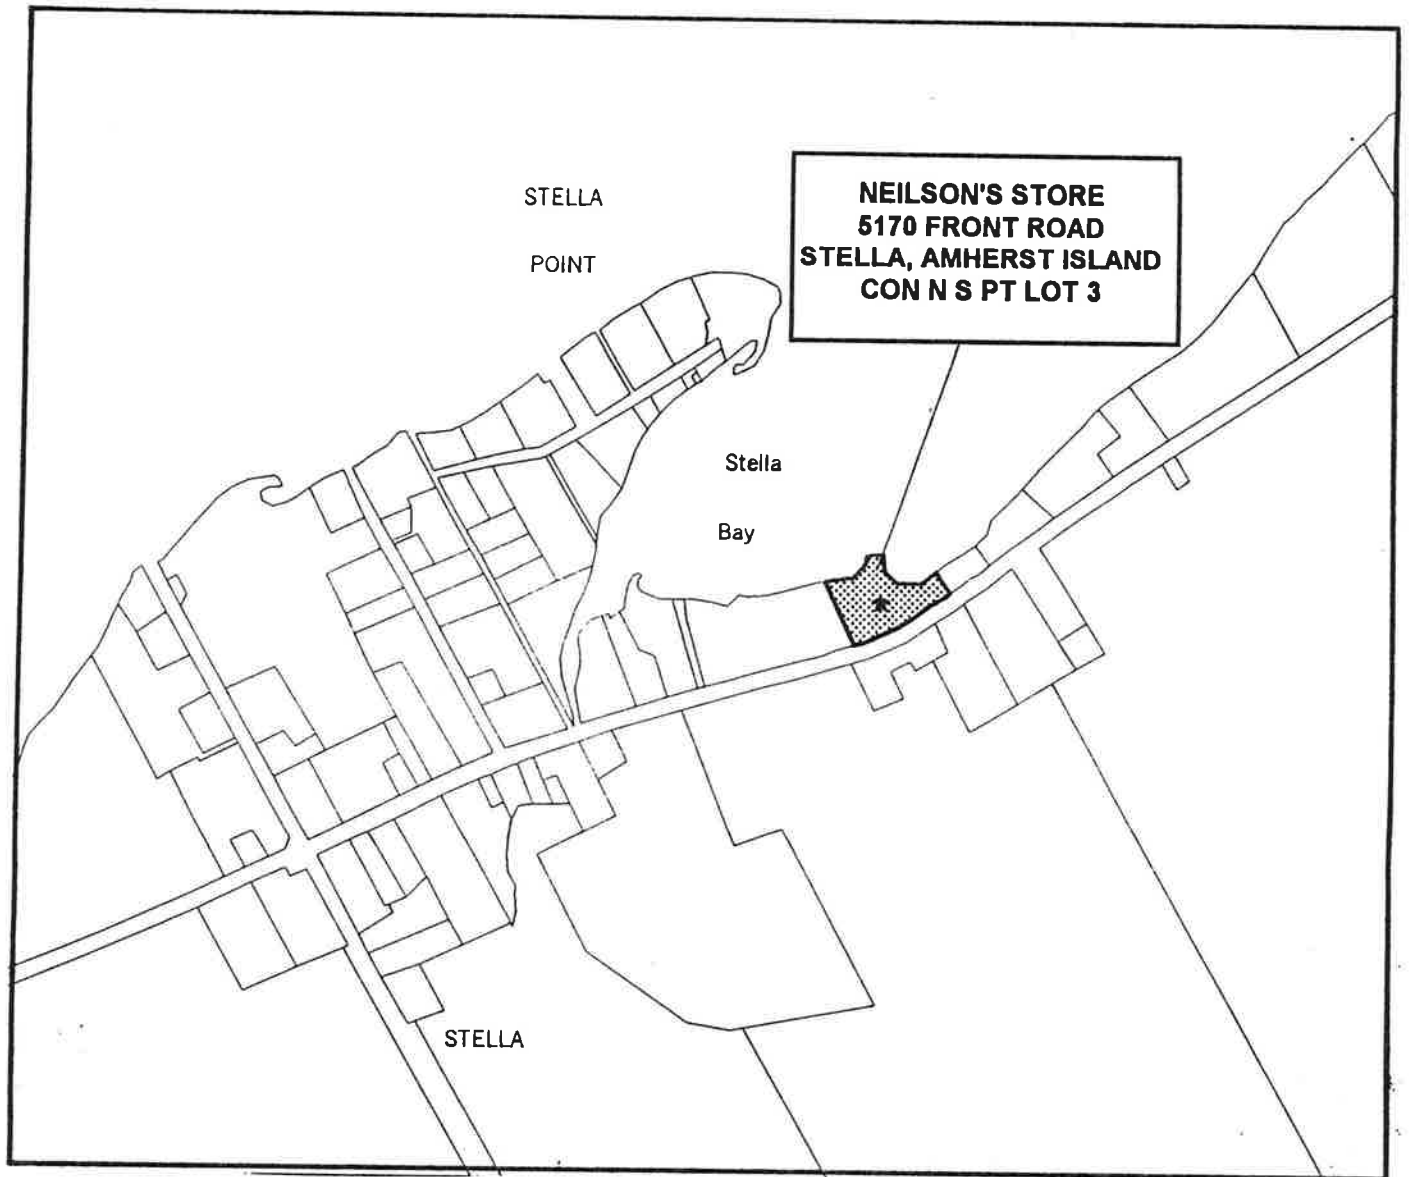 STELLA
POINT
NEILSON'S STORE
5170 FRONT ROAD
STELLA, AMHERST ISLAND
CON N S PT LOT 3
Stella
Bay
STELLA